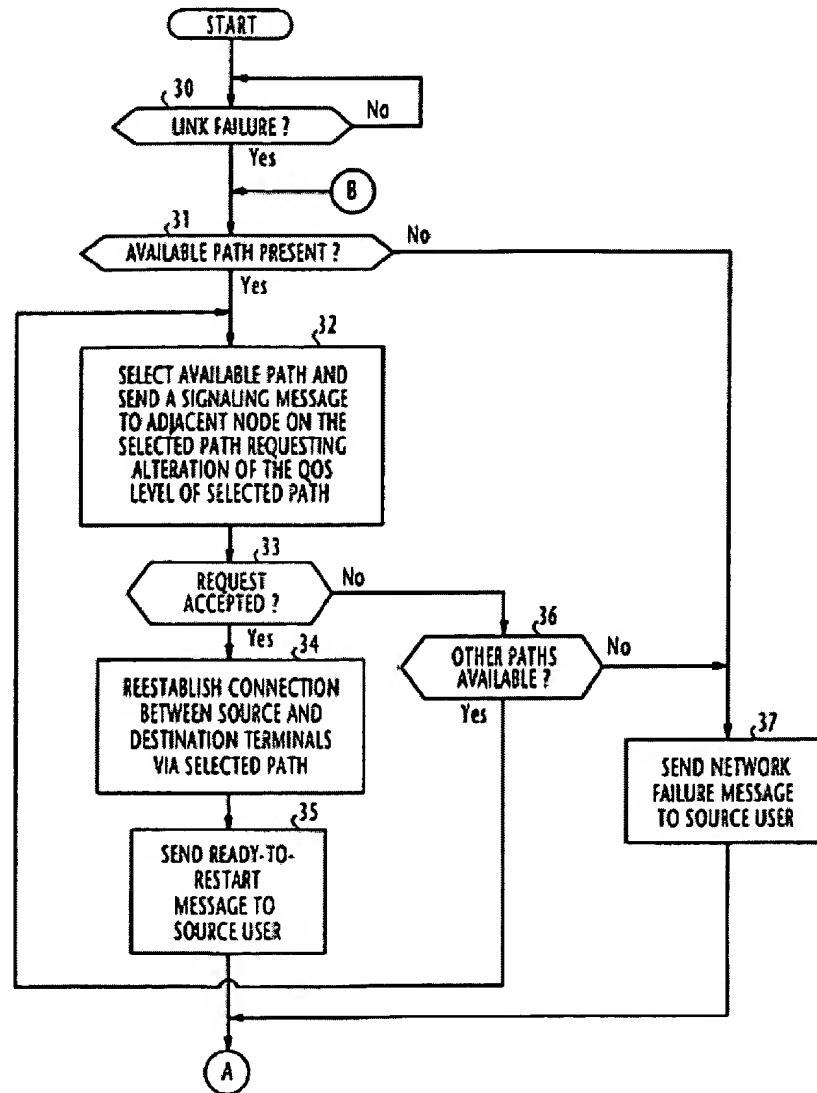 START
30
LINK FAILURE ?
No
Yes
B
31
AVAILABLE PATH PRESENT ?
No
Yes
32
SELECT AVAILABLE PATH AND
SEND A SIGNALING MESSAGE
TO ADJACENT NODE ON THE
SELECTED PATH REQUESTING
ALTERATION OF THE QOS
LEVEL OF SELECTED PATH
33
REQUEST
ACCEPTED ?
No
Yes
36
OTHER PATHS
AVAILABLE ?
No
Yes
34
REESTABLISH CONNECTION
BETWEEN SOURCE AND
DESTINATION TERMINALS
VIA SELECTED PATH
37
SEND NETWORK
FAILURE MESSAGE
TO SOURCE USER
35
SEND READY-TO-
RESTART
MESSAGE TO
SOURCE USER
A